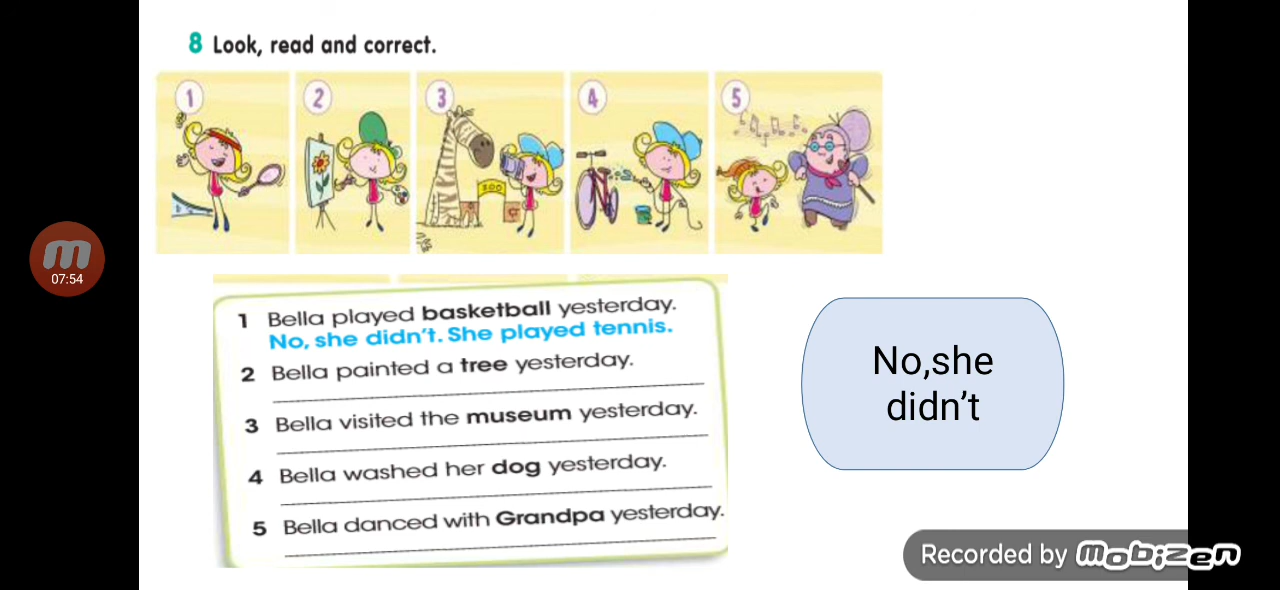 8 Look, read and correct.
1 2 3 4 5
ZOO
07:54
1 Bella played basketball yesterday.
No, she didn't. She played tennis.
2 Bella painted a tree yesterday.
3 Bella visited the museum yesterday.
4 Bella washed her dog yesterday.
5 Bella danced with Grandpa yesterday.
No,she
didn't
Recorded by Mobizen